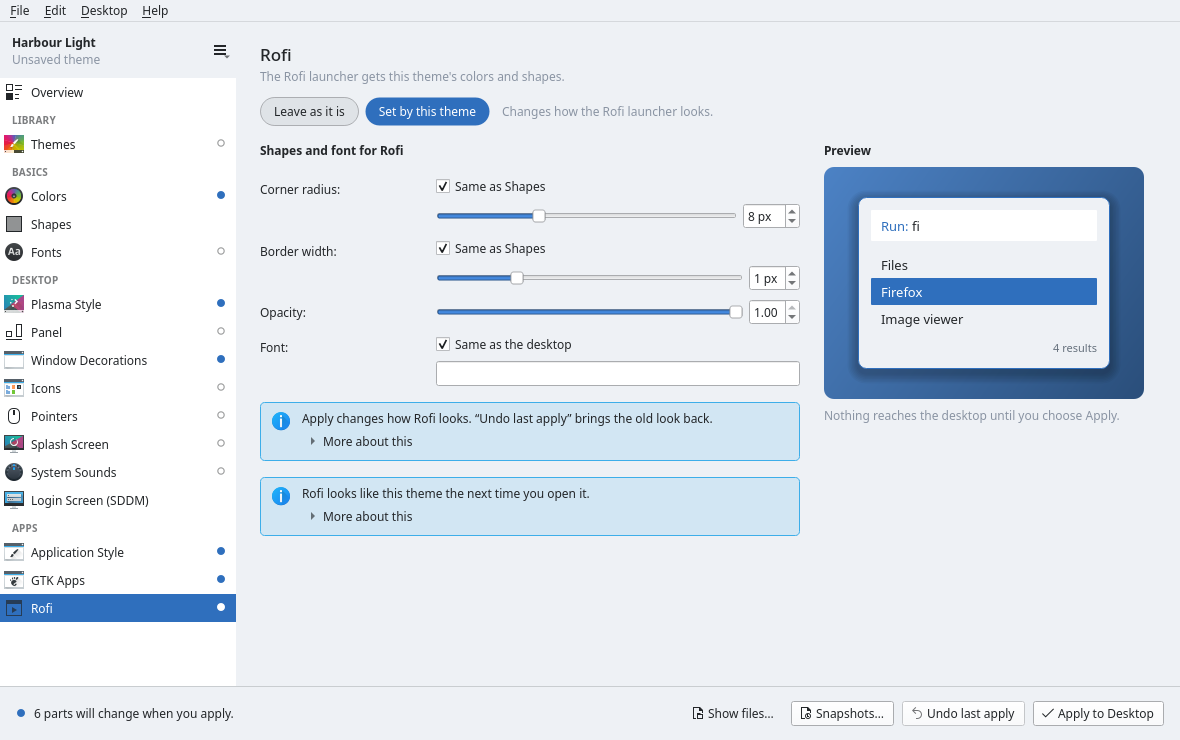 File Edit Desktop Help
Harbour Light
Unsaved theme
Overview
LIBRARY
Themes
BASICS
Colors
Shapes
Aa
Fonts
DESKTOP
Plasma Style
Panel
Window Decorations
Icons
Pointers
Splash Screen
System Sounds
Login Screen (SDDM)
APPS
Application Style
GTK Apps
Rofi
Rofi
The Rofi launcher gets this theme's colors and shapes.
Leave as it is
Set by this theme
Changes how the Rofi launcher looks.
Shapes and font for Rofi
Corner radius:
Same as Shapes
8 px
Border width:
Same as Shapes
1 px
Opacity:
1.00
Font:
Same as the desktop
Apply changes how Rofi looks. “Undo last apply” brings the old look back.
More about this
Rofi looks like this theme the next time you open it.
More about this
Preview
Run: fi
Files
Firefox
Image viewer
4 results
Nothing reaches the desktop until you choose Apply.
6 parts will change when you apply.
Show files...
Snapshots...
Undo last apply
Apply to Desktop